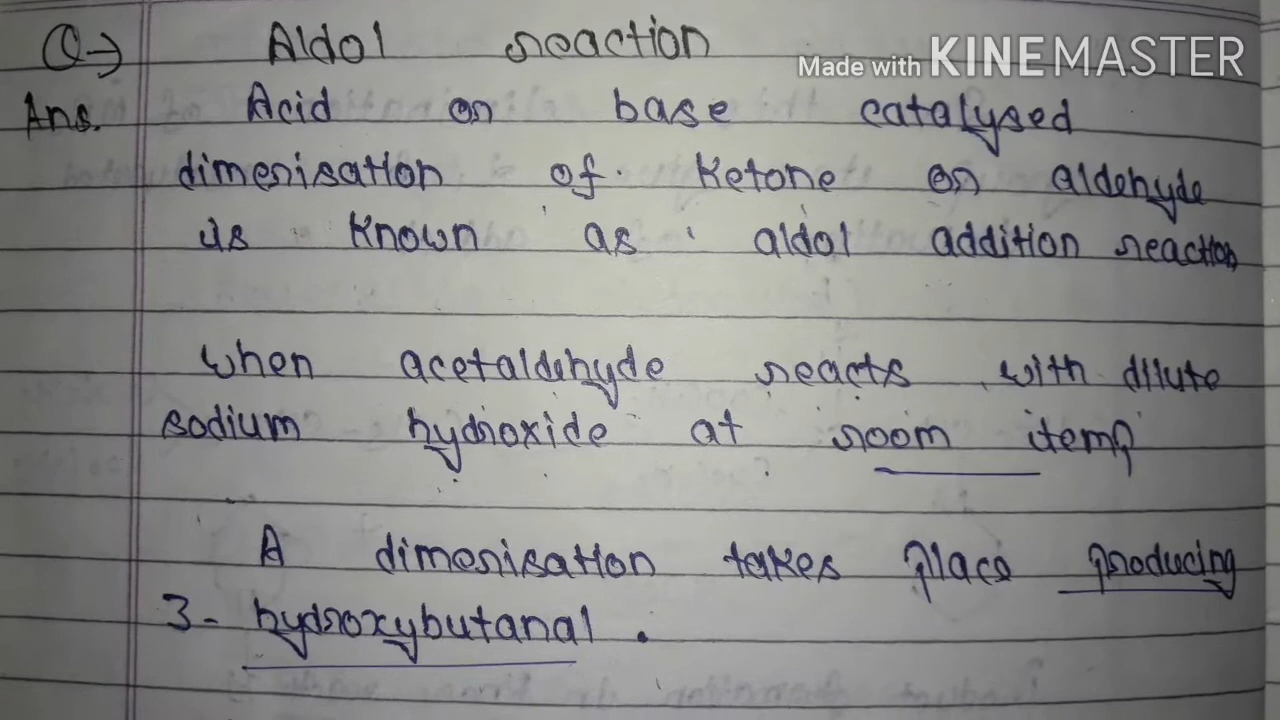 Q→ Aldol reaction
Made with KINEMASTER
Ans. Acid or base catalysed
dimerisation of Ketone or aldehyde
is known as aldol addition reaction
when acetaldehyde reacts with dilute
sodium hydroxide at room temp
A dimerisation takes place producing
3- hydroxybutanal.